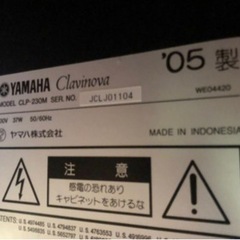 YAMAHA Clavinova '05 製
MODEL CLP-230M SER. NO. JCLJ01104
WE04420
00V 37W 50/60Hz
ヤマハ株式会社 MADE IN INDONESIA
注意
感電の恐れあり
キャビネットをあけるな